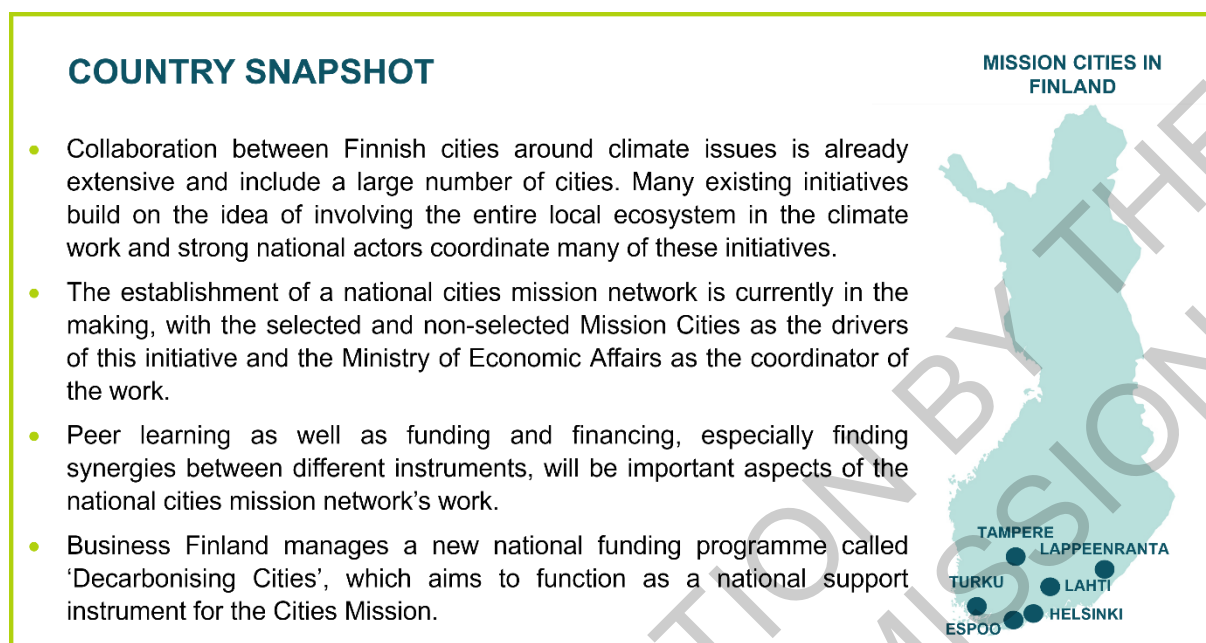 COUNTRY SNAPSHOT
• Collaboration between Finnish cities around climate issues is already
extensive and include a large number of cities. Many existing initiatives
build on the idea of involving the entire local ecosystem in the climate
work and strong national actors coordinate many of these initiatives.
• The establishment of a national cities mission network is currently in the
making, with the selected and non-selected Mission Cities as the drivers
of this initiative and the Ministry of Economic Affairs as the coordinator of
the work.
• Peer learning as well as funding and financing, especially finding
synergies between different instruments, will be important aspects of the
national cities mission network’s work.
• Business Finland manages a new national funding programme called
‘Decarbonising Cities’, which aims to function as a national support
instrument for the Cities Mission.
MISSION CITIES IN
FINLAND
TAMPERE
LAPPEENRANTA
TURKU
LAHTI
HELSINKI
ESPOO
TION BY THE
MISSION